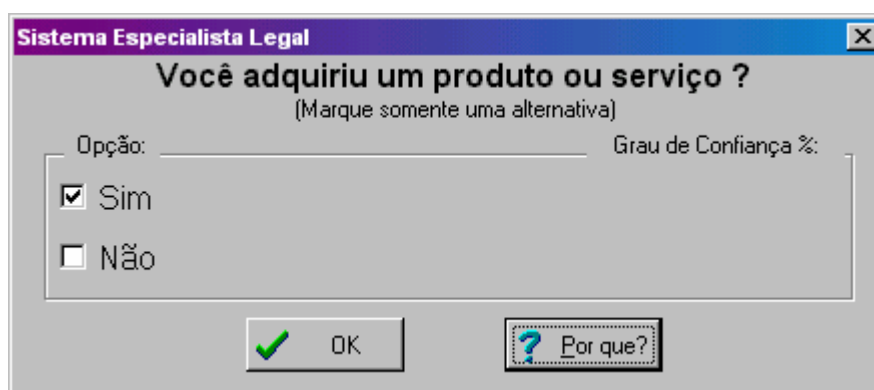 Sistema Especialista Legal
Você adquiriu um produto ou serviço ?
(Marque somente uma alternativa)
Opção: Grau de Confiança %:
Sim
Não
OK Por que?